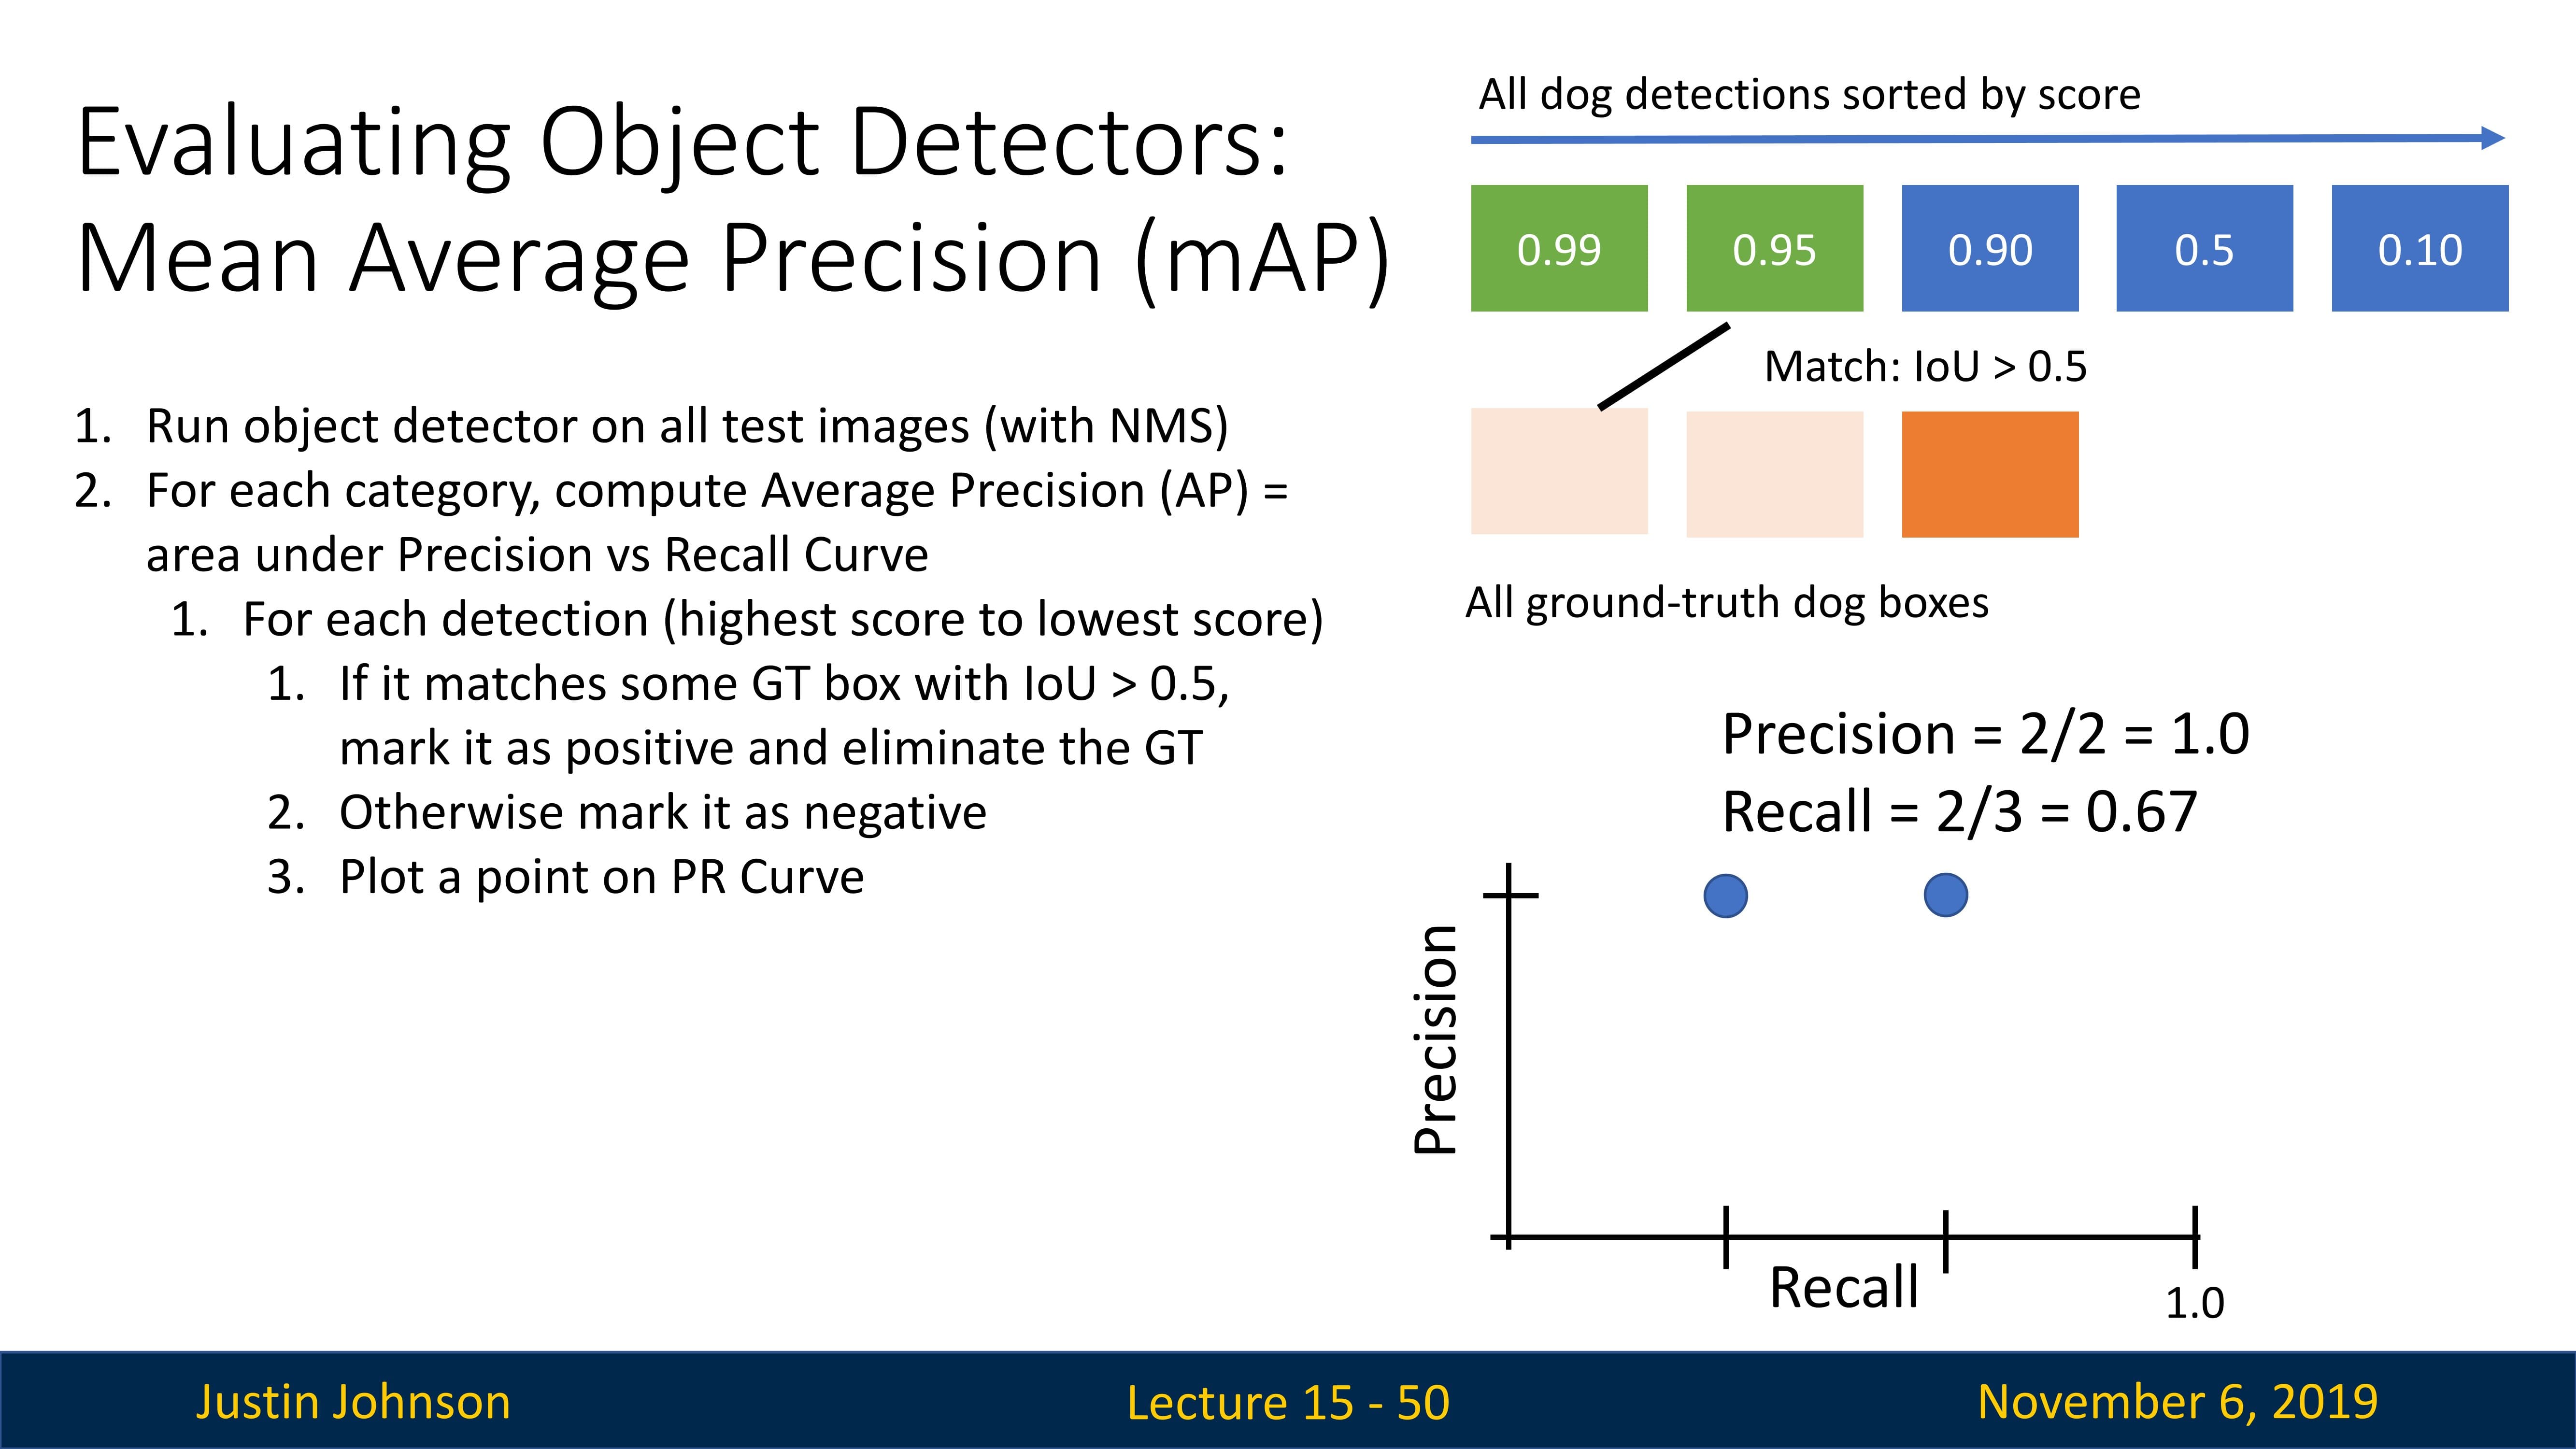 Evaluating Object Detectors:
Mean Average Precision (mAP)
1. Run object detector on all test images (with NMS)
2. For each category, compute Average Precision (AP) =
area under Precision vs Recall Curve
1. For each detection (highest score to lowest score)
1. If it matches some GT box with IoU > 0.5,
mark it as positive and eliminate the GT
2. Otherwise mark it as negative
3. Plot a point on PR Curve
All dog detections sorted by score
0.99 0.95 0.90 0.5 0.10
Match: IoU > 0.5
All ground-truth dog boxes
Precision = 2/2 = 1.0
Recall = 2/3 = 0.67
Precision
Recall
1.0
Justin Johnson
Lecture 15 - 50
November 6, 2019